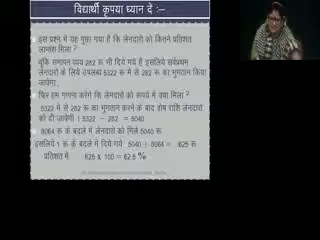 विद्यार्थी कृपया ध्यान दे :–
इस प्रश्न में यह पूछा गया है कि लेनदारो को कितने प्रतिशत
लाभांश मिला ?
चूंकि समापन व्यय 282 रू भी दिये गये हैं इसलिये सर्वप्रथम
लेनदारो के लिये उपलब्ध 5322 रू में से 282 रू का भुगतान किया
जायेगा.
फिर हम गणना करेगें कि लेनदारो को रूपये मे क्या मिला ?
5322 में से 282 रू का भुगतान करने के बाद शेष राशि लेनदारो
को दी जावेगी । 5322 – 282 = 5040
8064 रू के बदले में लेनदारो को मिले 5040 रू
इसलिये 1 रू के बदले में दिये गये 5040 ÷ 8064 = .625 रू
प्रतिशत में .625 x 100 = 62.5 %